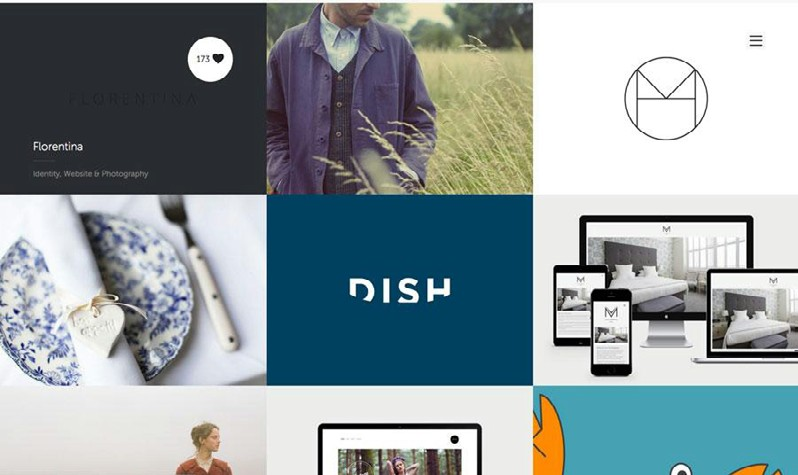 173
FLORENTINA
Florentina
Identity, Website & Photography
DISH